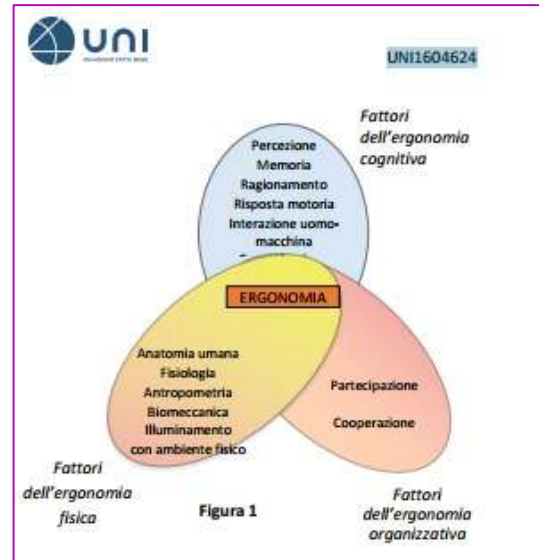 UNI
UNI1604624
Fattori
dell'ergonomia
cognitiva
Percezione
Memoria
Ragionamento
Risposta motoria
Interazione uomo-
macchina
ERGONOMIA
Anatomia umana
Fisiologia
Antropometria
Biomeccanica
Illuminamento
con ambiente fisico
Partecipazione
Cooperazione
Fattori
dell'ergonomia
fisica
Figura 1
Fattori
dell'ergonomia
organizzativa